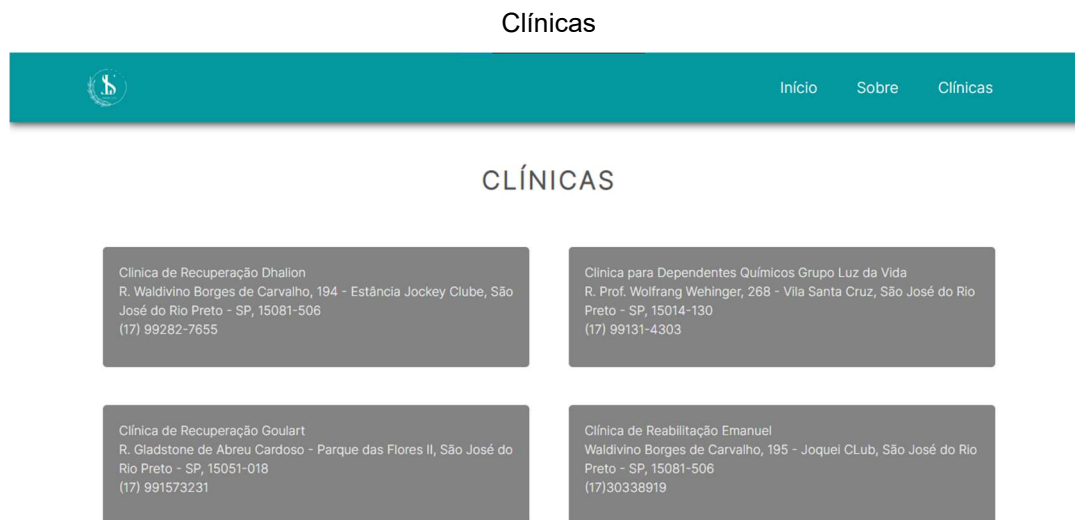 Clínicas
Início Sobre Clínicas
CLÍNICAS
Clinica de Recuperação Dhalion
R. Waldivino Borges de Carvalho, 194 - Estância Jockey Clube, São
José do Rio Preto - SP, 15081-506
(17) 99282-7655
Clinica para Dependentes Químicos Grupo Luz da Vida
R. Prof. Wolfrang Wehinger, 268 - Vila Santa Cruz, São José do Rio
Preto - SP, 15014-130
(17) 99131-4303
Clínica de Recuperação Goulart
R. Gladstone de Abreu Cardoso - Parque das Flores II, São José do
Rio Preto - SP, 15051-018
(17) 991573231
Clínica de Reabilitação Emanuel
Waldivino Borges de Carvalho, 195 - Joquei CLub, São José do Rio
Preto - SP, 15081-506
(17)30338919